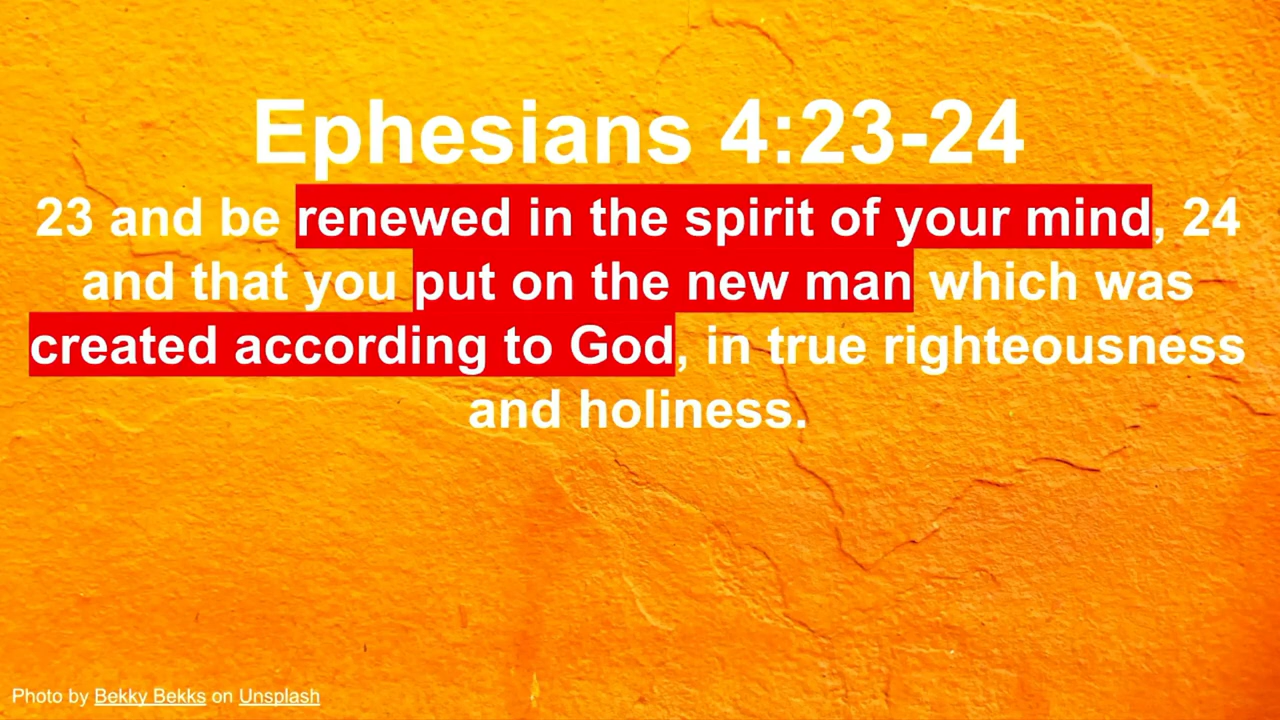 Ephesians 4:23-24
23 and be renewed in the spirit of your mind, 24
and that you put on the new man which was
created according to God, in true righteousness
and holiness.
Photo by Bekky Bekks on Unsplash